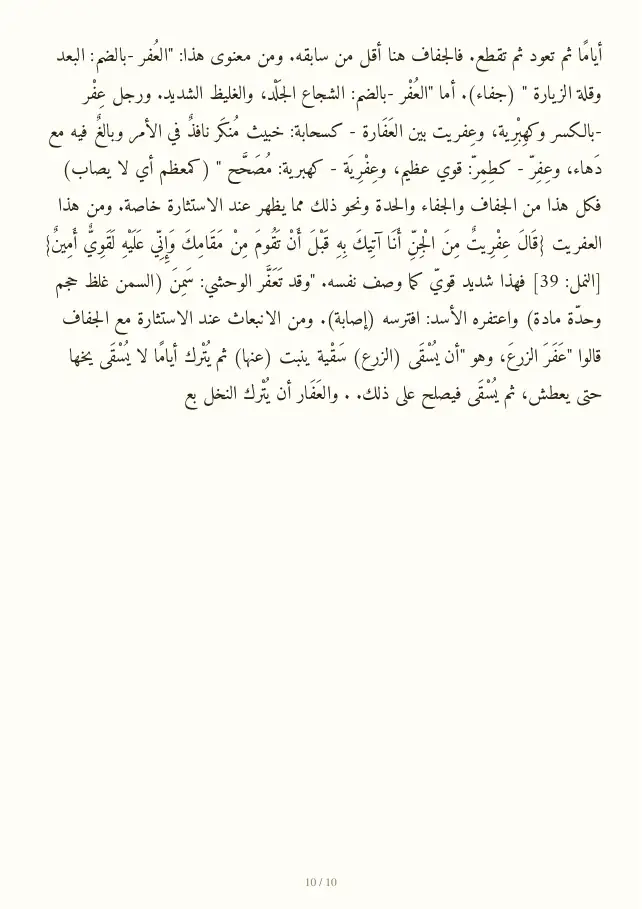 أيامًا ثم تعود ثم تقطع. فالجفاف هنا أقل من سابقه. ومن معنوى هذا: "العُفر -بالضم: البعد
وقلة الزيارة " (جفاء). أما "العُفْر -بالضم: الشجاع الجَلْد، والغليظ الشديد. ورجل عِفْر
-بالكسر وكهِبْرِية، وعِفريت بين العَفَارة - كسحابة: خبيث مُنكَر نافذٌ في الأمر وبالغٌ فيه مع
دَهاء، وعِفِرّ - كطِمِرّ: قوي عظيم، وعِفْرِيَة - كهبرية: مُصَحَّح " (كمعظم أي لا يصاب)
فكل هذا من الجفاف والجفاء والحدة ونحو ذلك مما يظهر عند الاستثارة خاصة. ومن هذا
العفريت {قَالَ عِفْرِيتٌ مِنَ الْجِنِّ أَنَا آتِيكَ بِهِ قَبْلَ أَنْ تَقُومَ مِنْ مَقَامِكَ وَإِنِّي عَلَيْهِ لَقَوِيٌّ أَمِينٌ}
[النمل: 39] فهذا شديد قويّ كما وصف نفسه. "وقد تَعَفَّر الوحشي: سَمِنَ (السمن غلظ حجم
وحدّة مادة) واعتفره الأسد: افترسه (إصابة). ومن الانبعاث عند الاستثارة مع الجفاف
قالوا "عَفَرَ الزرعَ، وهو "أن يُسْقَى (الزرع) سَقْية ينبت (عنها) ثم يُتْرك أيامًا لا يُسْقَى يخها
حتى يعطش، ثم يُسْقَى فيصلح على ذلك. . والعَفَار أن يُتْرك النخل بع
10 / 10